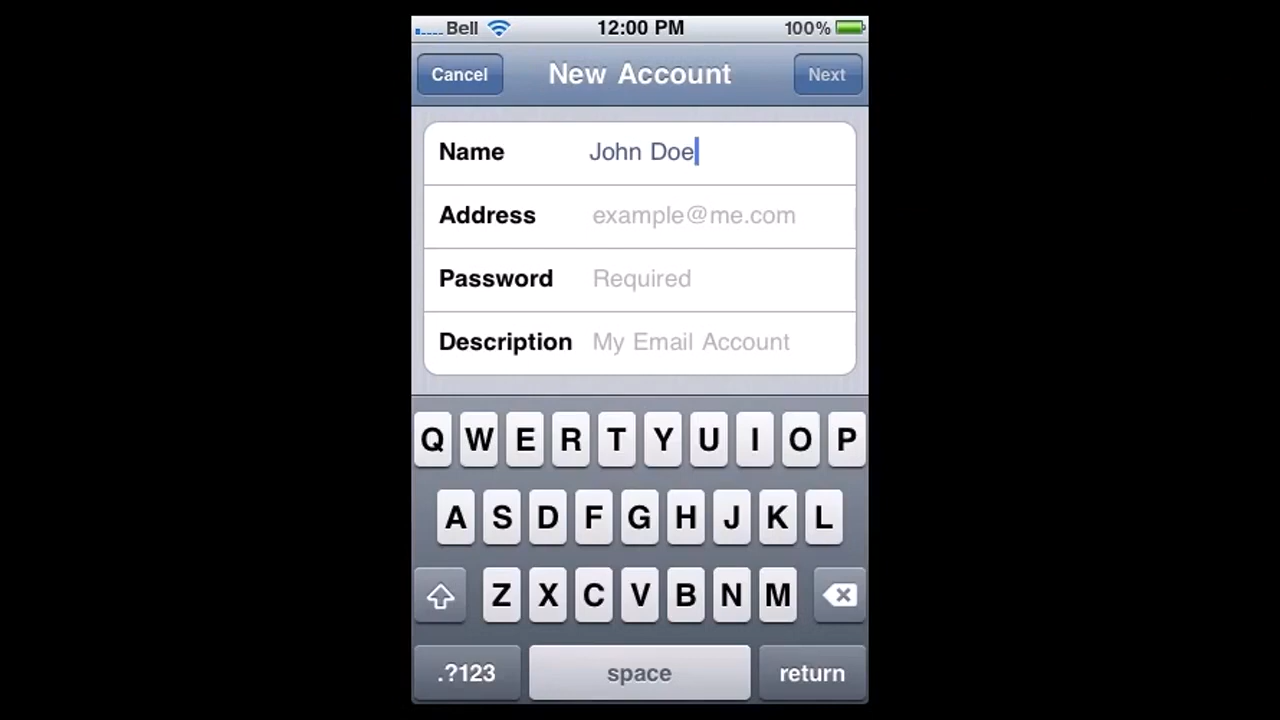 Bell 12:00 PM 100%
Cancel New Account Next
Name John Doe
Address example@me.com
Password Required
Description My Email Account
Q W E R T Y U I O P
A S D F G H J K L
Z X C V B N M
.?123 space return